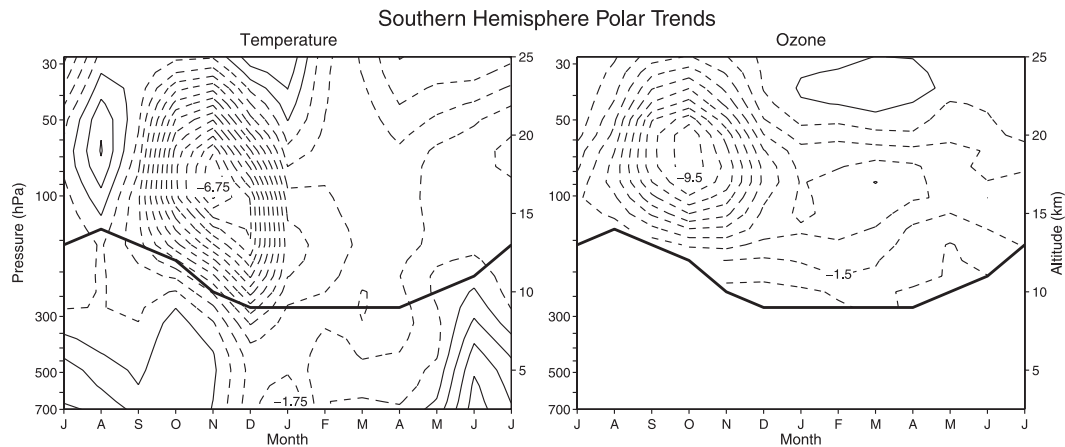 Southern Hemisphere Polar Trends
Temperature
Ozone
Pressure (hPa)
30
50
100
300
500
700
25
20
15
10
5
−6.75
−1.75
J A S O N D J F M A M J J
Month
30
50
100
300
500
700
25
20
15
10
5
Altitude (km)
−9.5
−1.5
J A S O N D J F M A M J J
Month